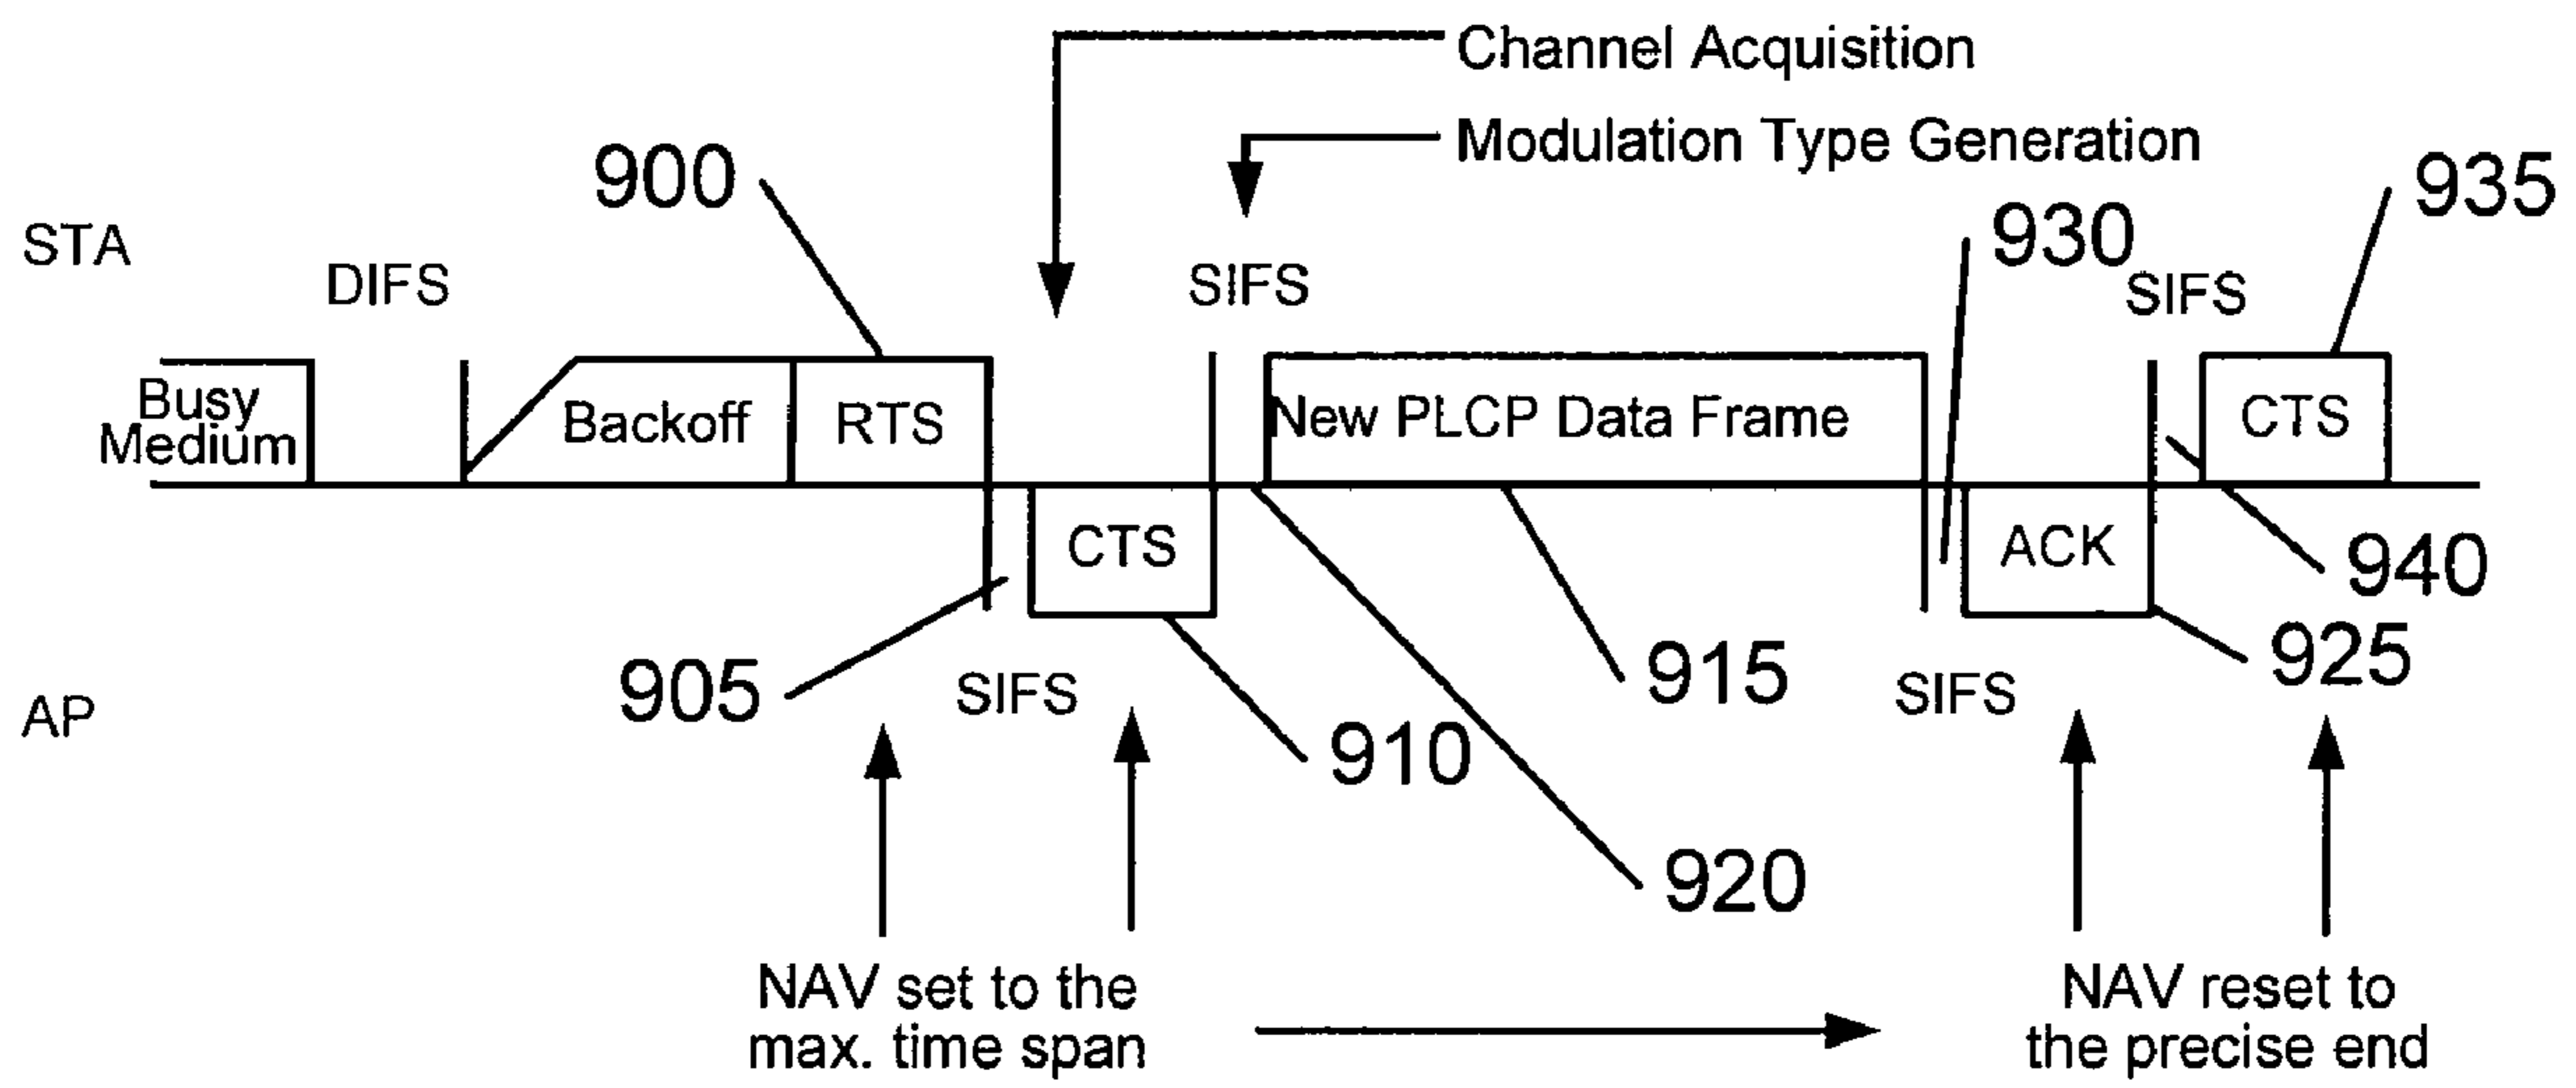 Channel Acquisition
Modulation Type Generation
900
935
930
STA
DIFS
SIFS
SIFS
Busy
Medium
Backoff
RTS
New PLCP Data Frame
CTS
CTS
ACK
940
925
905
SIFS
915
SIFS
AP
910
920
NAV set to the
max. time span
NAV reset to
the precise end